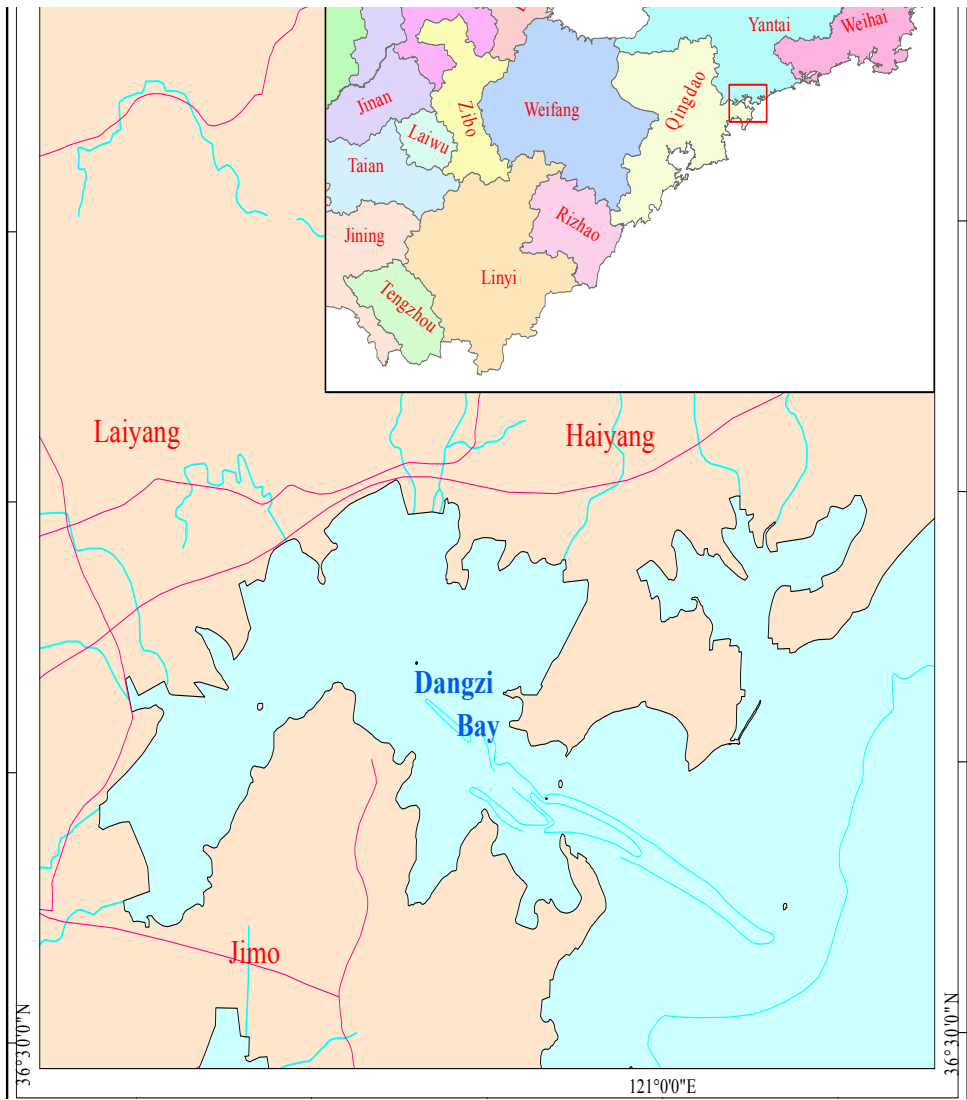 Yantai
Weihai
Jinan
Zibo
Weifang
Qingdao
Laiwu
Taian
Jining
Rizhao
Linyi
Tengzhou
Laiyang
Haiyang
Dangzi
Bay
Jimo
36°30'0"N
36°30'0"N
121°0'0"E